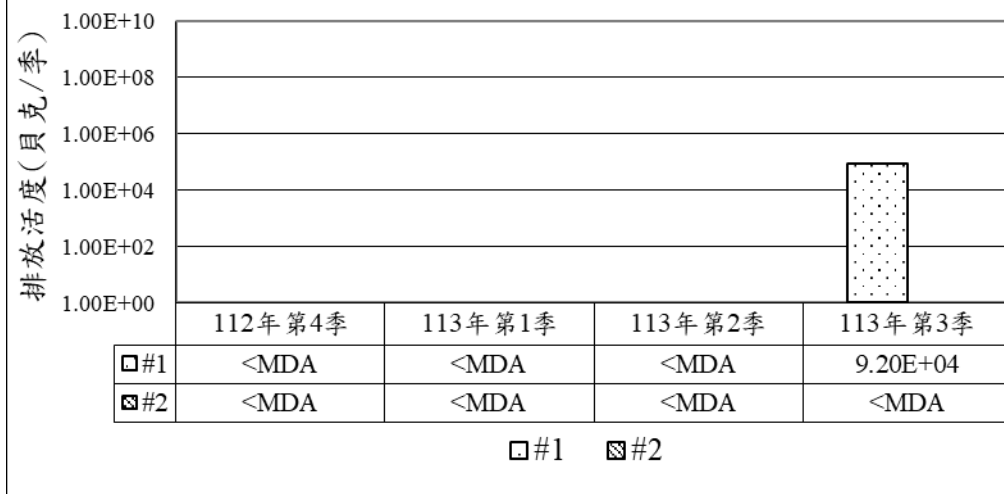 排放活度(貝克/季)
1.00E+10
1.00E+08
1.00E+06
1.00E+04
1.00E+02
1.00E+00
112年第4季 113年第1季 113年第2季 113年第3季
#1 <MDA <MDA <MDA 9.20E+04
#2 <MDA <MDA <MDA <MDA
#1 #2